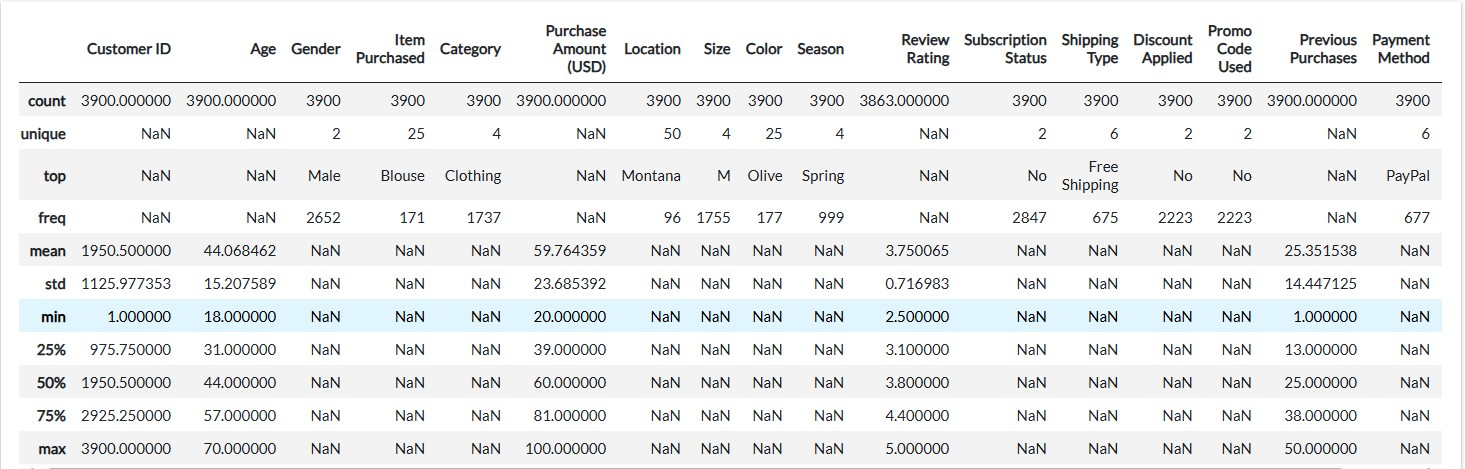 Customer ID Age Gender Item Purchased Category Purchase Amount (USD) Location Size Color Season Review Rating Subscription Status Shipping Type Discount Applied Promo Code Used Previous Purchases Payment Method
count 3900.000000 3900.000000 3900 3900 3900 3900.000000 3900 3900 3900 3900 3863.000000 3900 3900 3900 3900 3900.000000 3900
unique NaN NaN 2 25 4 NaN 50 4 25 4 NaN 2 6 2 2 NaN 6
top NaN NaN Male Blouse Clothing NaN Montana M Olive Spring NaN No Free Shipping No No NaN PayPal
freq NaN NaN 2652 171 1737 NaN 96 1755 177 999 NaN 2847 675 2223 2223 NaN 677
mean 1950.500000 44.068462 NaN NaN NaN 59.764359 NaN NaN NaN NaN 3.750065 NaN NaN NaN NaN 25.351538 NaN
std 1125.977353 15.207589 NaN NaN NaN 23.685392 NaN NaN NaN NaN 0.716983 NaN NaN NaN NaN 14.447125 NaN
min 1.000000 18.000000 NaN NaN NaN 20.000000 NaN NaN NaN NaN 2.500000 NaN NaN NaN NaN 1.000000 NaN
25% 975.750000 31.000000 NaN NaN NaN 39.000000 NaN NaN NaN NaN 3.100000 NaN NaN NaN NaN 13.000000 NaN
50% 1950.500000 44.000000 NaN NaN NaN 60.000000 NaN NaN NaN NaN 3.800000 NaN NaN NaN NaN 25.000000 NaN
75% 2925.250000 57.000000 NaN NaN NaN 81.000000 NaN NaN NaN NaN 4.400000 NaN NaN NaN NaN 38.000000 NaN
max 3900.000000 70.000000 NaN NaN NaN 100.000000 NaN NaN NaN NaN 5.000000 NaN NaN NaN NaN 50.000000 NaN